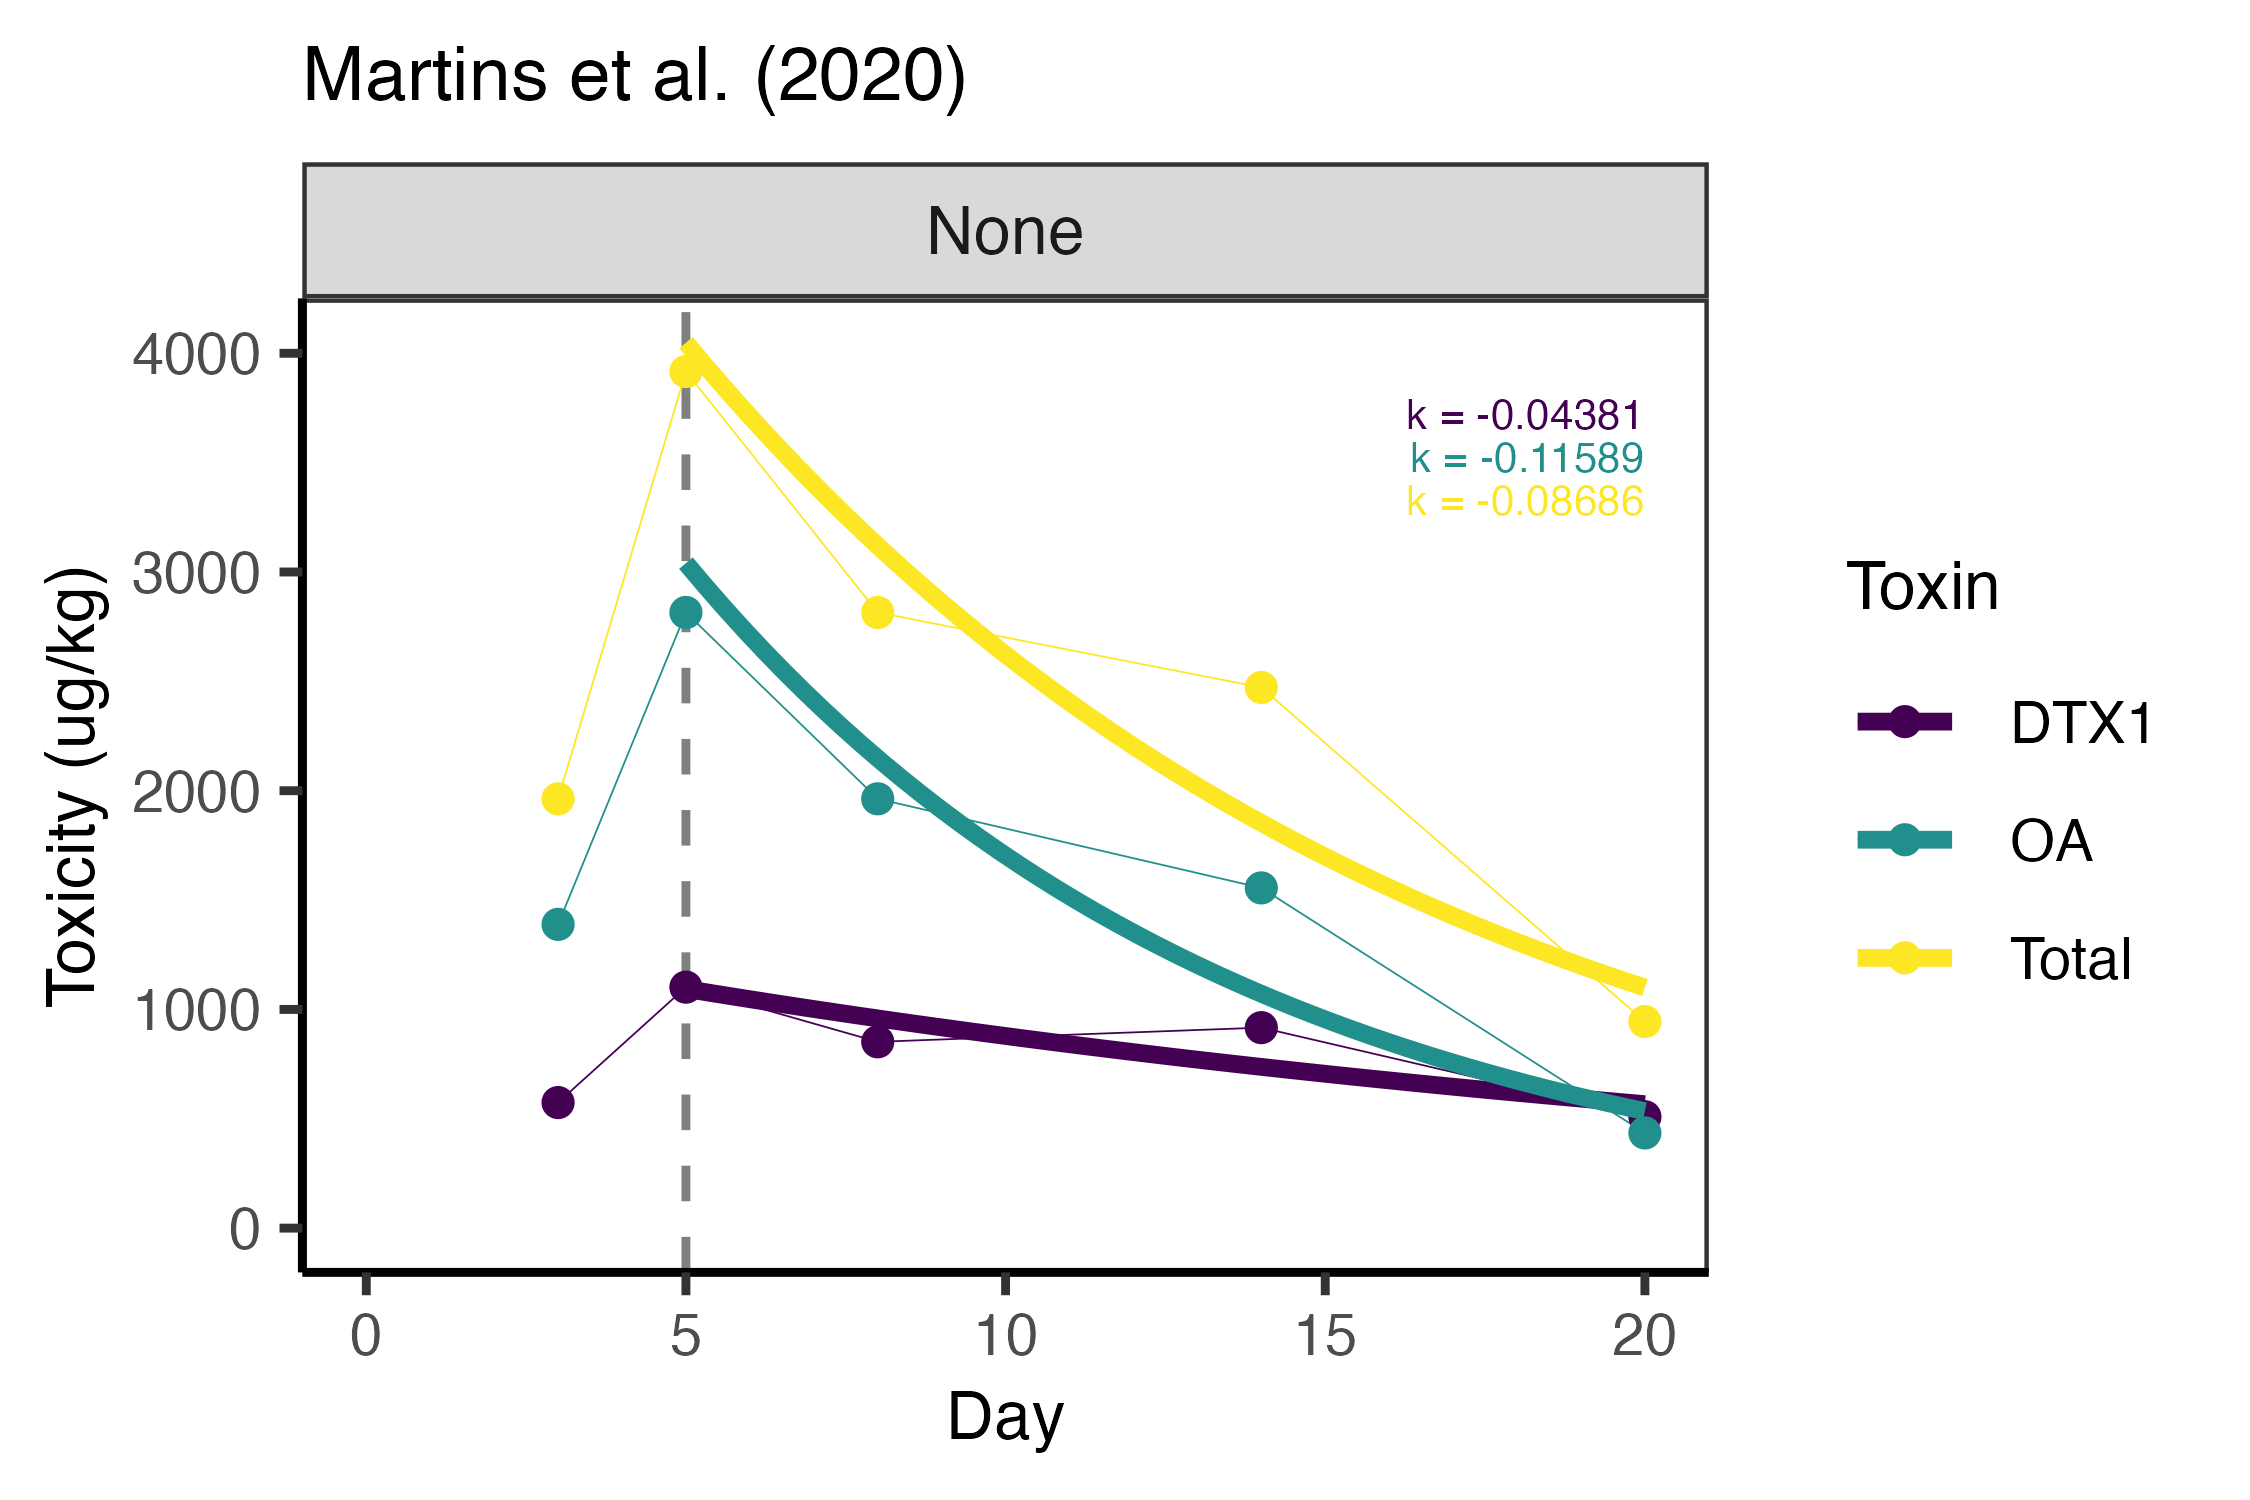 Martins et al. (2020)
None
Toxicity (ug/kg)
4000
3000
2000
1000
0
k = -0.04381
k = -0.11589
k = -0.08686
0 5 10 15 20
Day
Toxin
DTX1
OA
Total